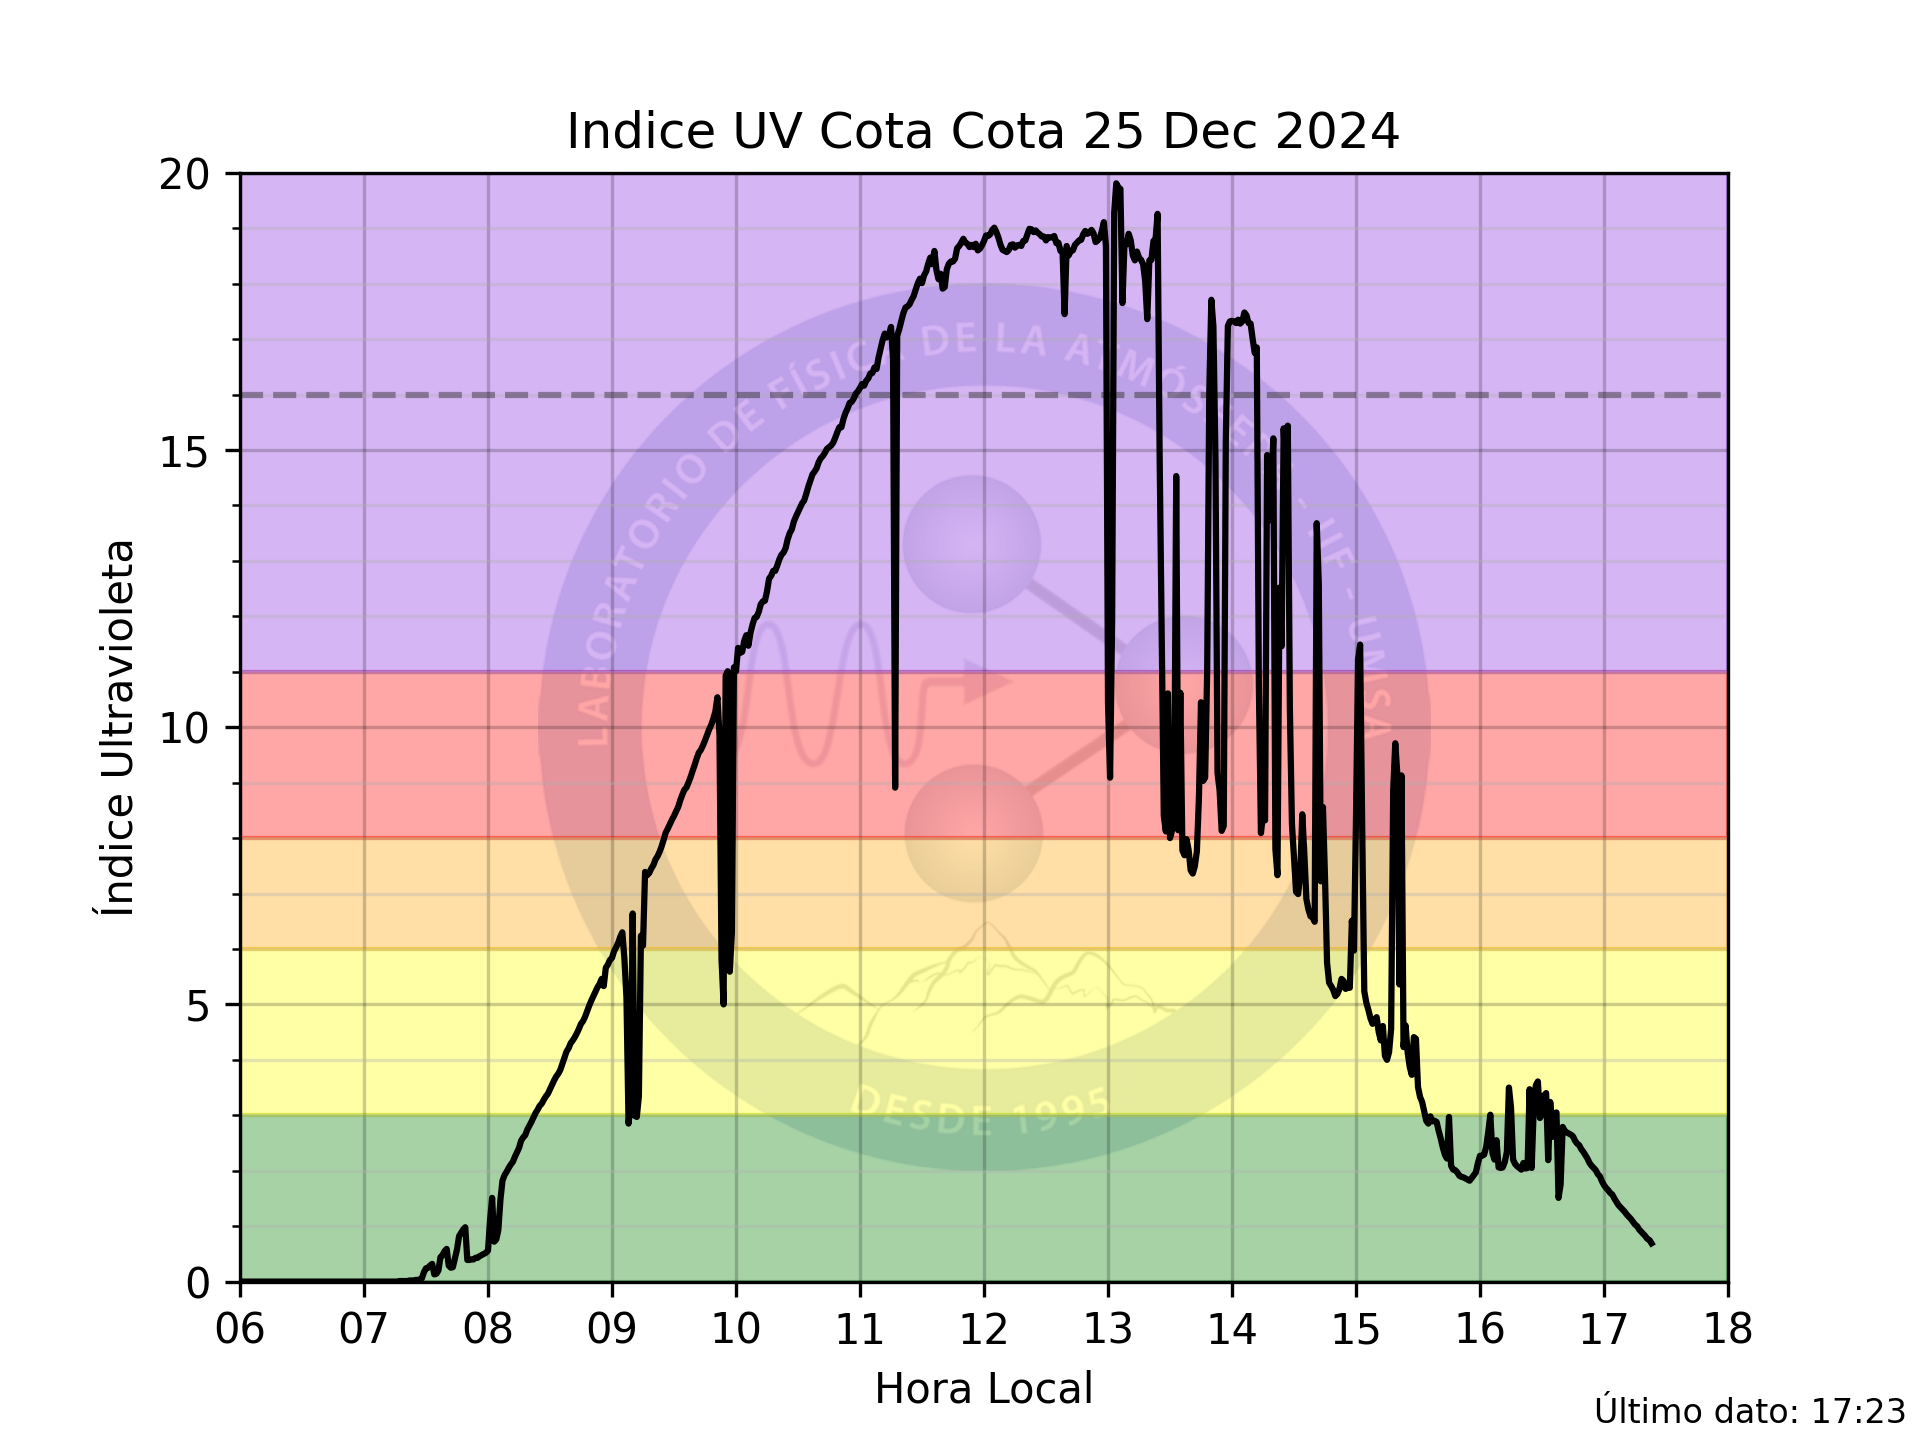 Indice UV Cota Cota 25 Dec 2024
20
15
10
5
0
Índice Ultravioleta
06 07 08 09 10 11 12 13 14 15 16 17 18
Hora Local
Último dato: 17:23
LABORATORIO DE FÍSICA DE LA ATMÓSFERA - IIF - UMSA
DESDE 1995